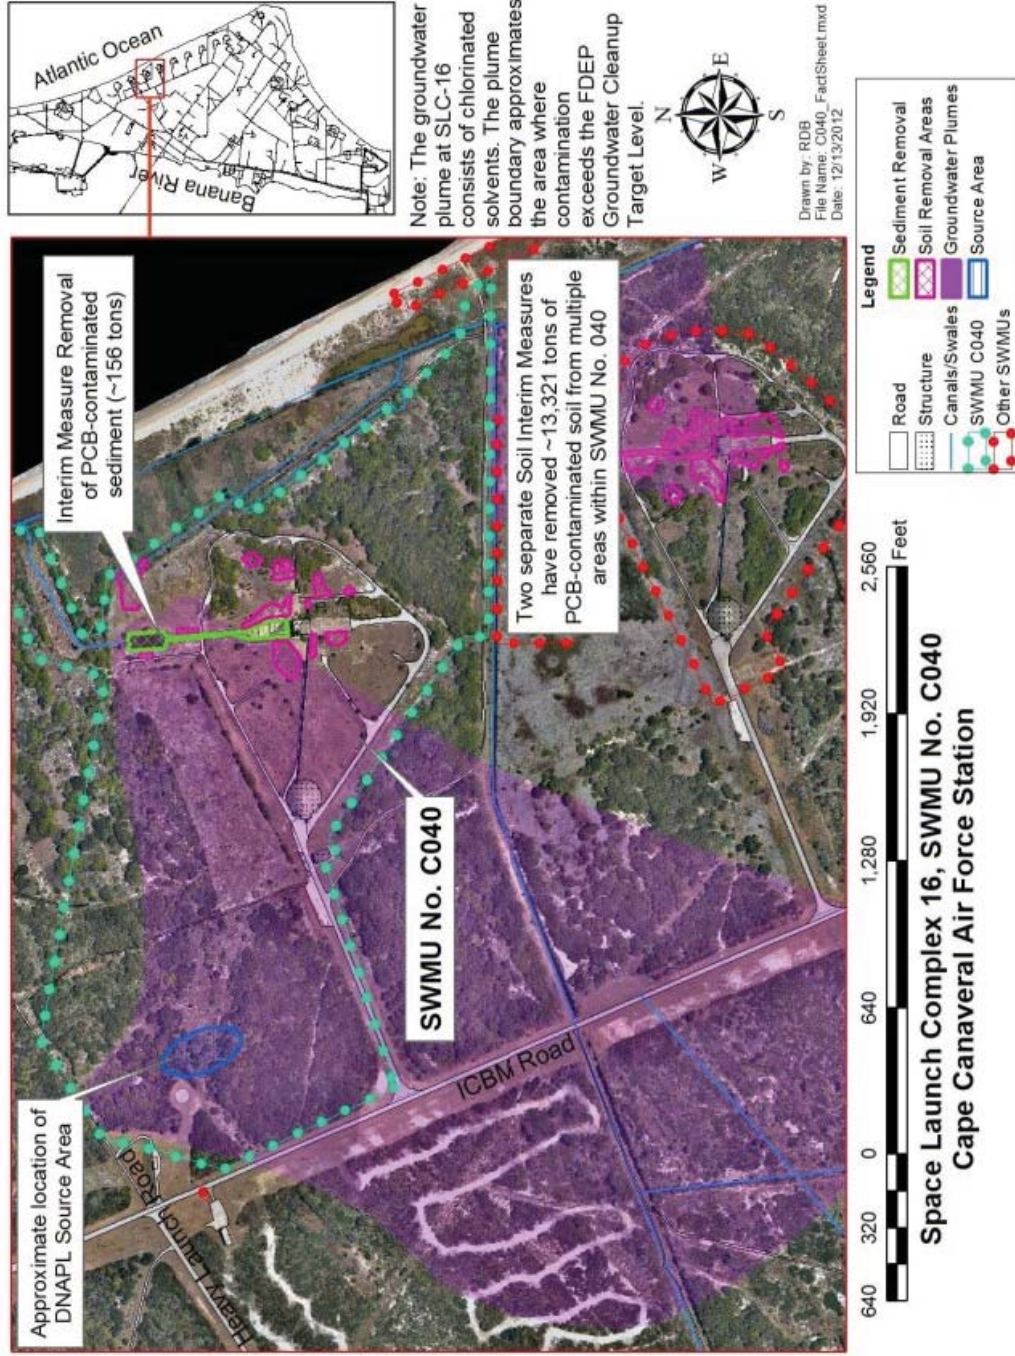 Atlantic Ocean
Banana River
Note: The groundwater
plume at SLC-16
consists of chlorinated
solvents. The plume
boundary approximates
the area where
contamination
exceeds the FDEP
Groundwater Cleanup
Target Level.
N
E
S
W
Drawn by: RDB
File Name: C040_FactSheet.mxd
Date: 12/13/2012
Interim Measure Removal
of PCB-contaminated
sediment (~156 tons)
Two separate Soil Interim Measures
have removed ~13,321 tons of
PCB-contaminated soil from multiple
areas within SWMU No. 040
SWMU No. C040
Approximate location of
DNAPL Source Area
Heavy Launch Road
ICBM Road
Legend
Road
Structure
Canals/Swales
SWMU C040
Other SWMUs
Sediment Removal
Soil Removal Areas
Groundwater Plumes
Source Area
640 320 0 640 1,280 1,920 2,560
Feet
Space Launch Complex 16, SWMU No. C040
Cape Canaveral Air Force Station